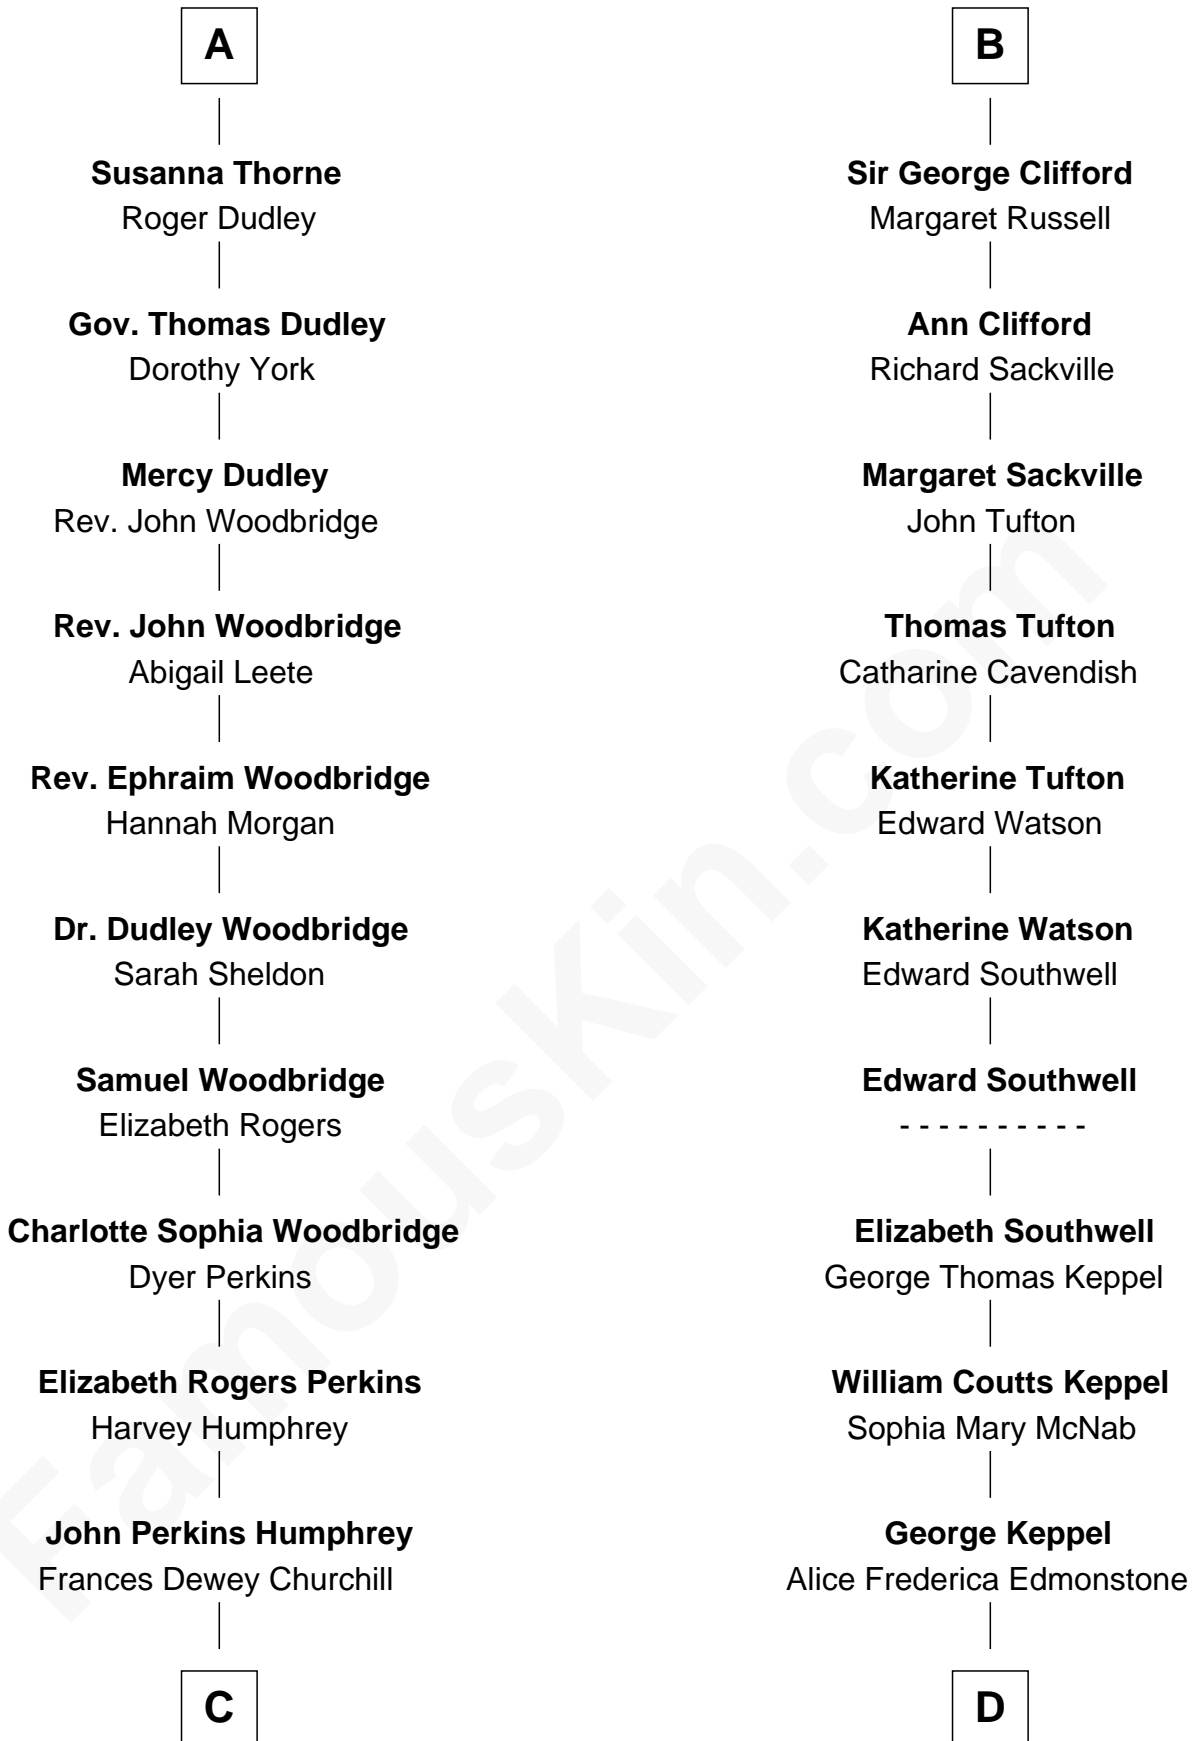 A
Susanna Thorne
Roger Dudley
Gov. Thomas Dudley
Dorothy York
Mercy Dudley
Rev. John Woodbridge
Rev. John Woodbridge
Abigail Leete
Rev. Ephraim Woodbridge
Hannah Morgan
Dr. Dudley Woodbridge
Sarah Sheldon
Samuel Woodbridge
Elizabeth Rogers
Charlotte Sophia Woodbridge
Dyer Perkins
Elizabeth Rogers Perkins
Harvey Humphrey
John Perkins Humphrey
Frances Dewey Churchill
C
B
Sir George Clifford
Margaret Russell
Ann Clifford
Richard Sackville
Margaret Sackville
John Tufton
Thomas Tufton
Catharine Cavendish
Katherine Tufton
Edward Watson
Katherine Watson
Edward Southwell
Edward Southwell
- - - - - - - - - -
Elizabeth Southwell
George Thomas Keppel
William Coutts Keppel
Sophia Mary McNab
George Keppel
Alice Frederica Edmonstone
D
FamousKin.com